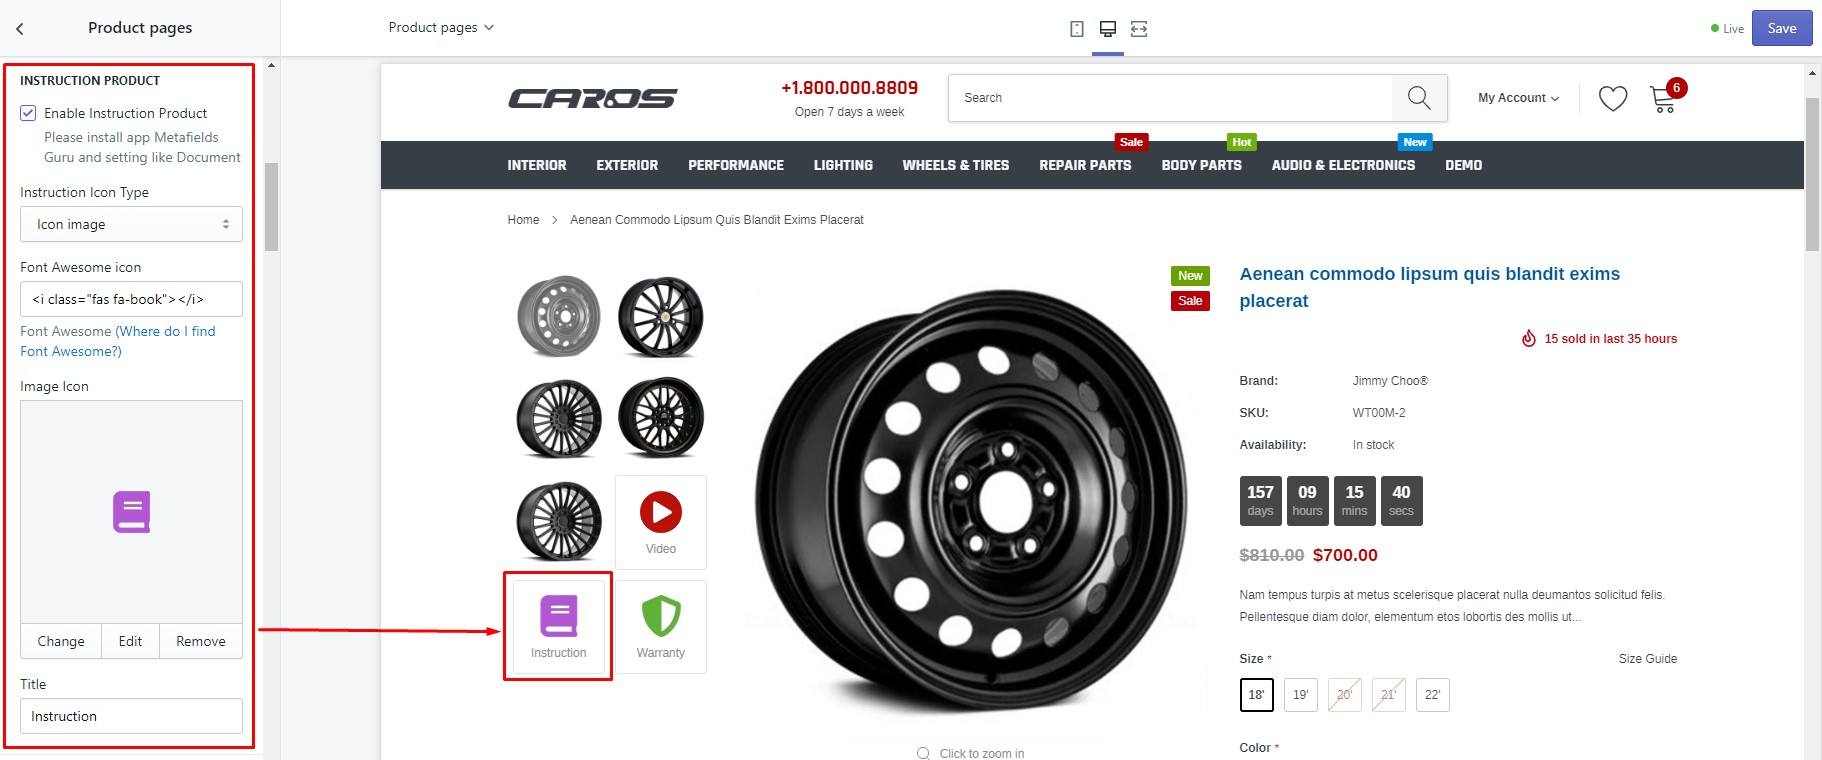 Product pages
Product pages
Live
Save
INSTRUCTION PRODUCT
Enable Instruction Product
Please install app Metafields
Guru and setting like Document
Instruction Icon Type
Icon image
Font Awesome icon
<i class="fas fa-book"></i>
Font Awesome (Where do I find
Font Awesome?)
Image Icon
Change
Edit
Remove
Title
Instruction
CAROS
+1.800.000.8809
Open 7 days a week
Search
My Account
6
Sale
Hot
New
INTERIOR
EXTERIOR
PERFORMANCE
LIGHTING
WHEELS & TIRES
REPAIR PARTS
BODY PARTS
AUDIO & ELECTRONICS
DEMO
Home
Aenean Commodo Lipsum Quis Blandit Exims Placerat
Video
Instruction
Warranty
New
Sale
Click to zoom in
Aenean commodo lipsum quis blandit exims
placerat
15 sold in last 35 hours
Brand: Jimmy Choo®
SKU: WT00M-2
Availability: In stock
157 09 15 40
days hours mins secs
$810.00 $700.00
Nam tempus turpis at metus scelerisque placerat nulla deumantos solicitud felis.
Pellentesque diam dolor, elementum etos lobortis des mollis ut...
Size *
Size Guide
18' 19' 20' 21' 22'
Color *